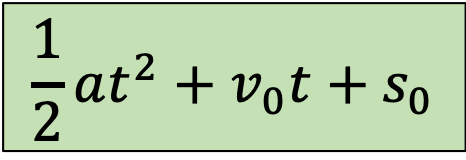 ½at² + v₀t + s₀